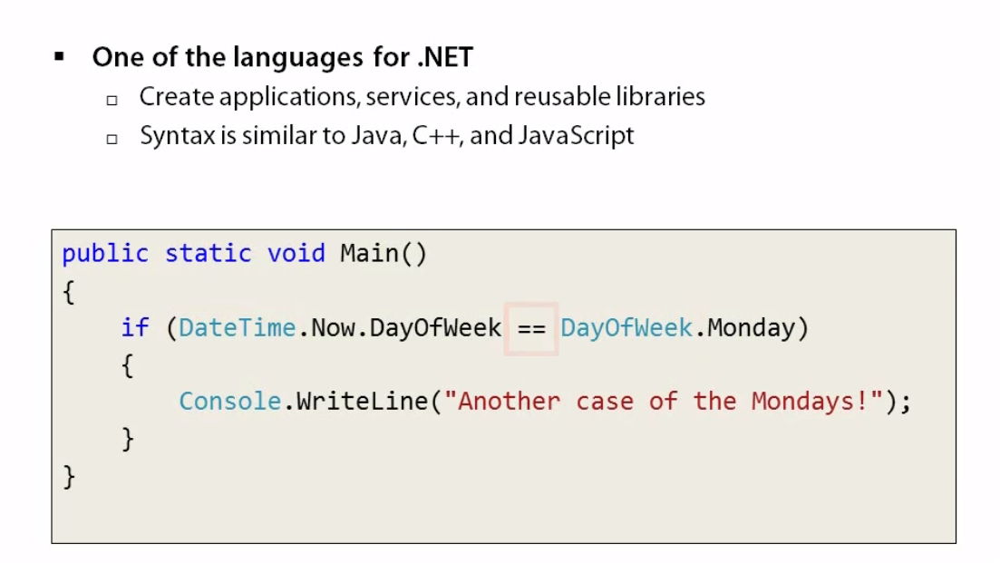 ▪ One of the languages for .NET
▫ Create applications, services, and reusable libraries
▫ Syntax is similar to Java, C++, and JavaScript
public static void Main()
{
    if (DateTime.Now.DayOfWeek == DayOfWeek.Monday)
    {
        Console.WriteLine("Another case of the Mondays!");
    }
}